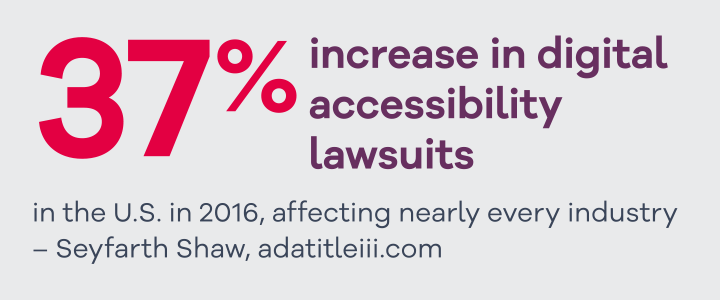 37% increase in digital
accessibility
lawsuits
in the U.S. in 2016, affecting nearly every industry
– Seyfarth Shaw, adatitleiii.com